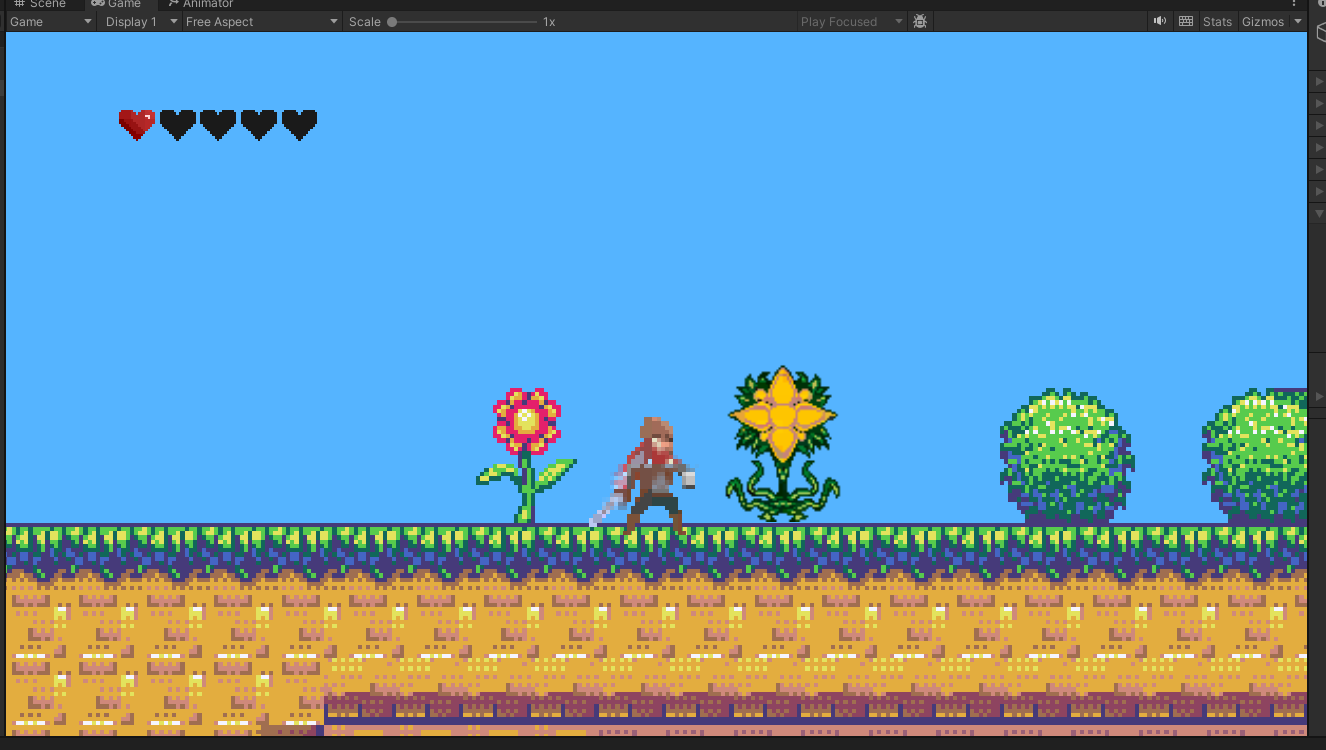 Scene Game Animator
Game Display 1 Free Aspect Scale 1x Play Focused Stats Gizmos